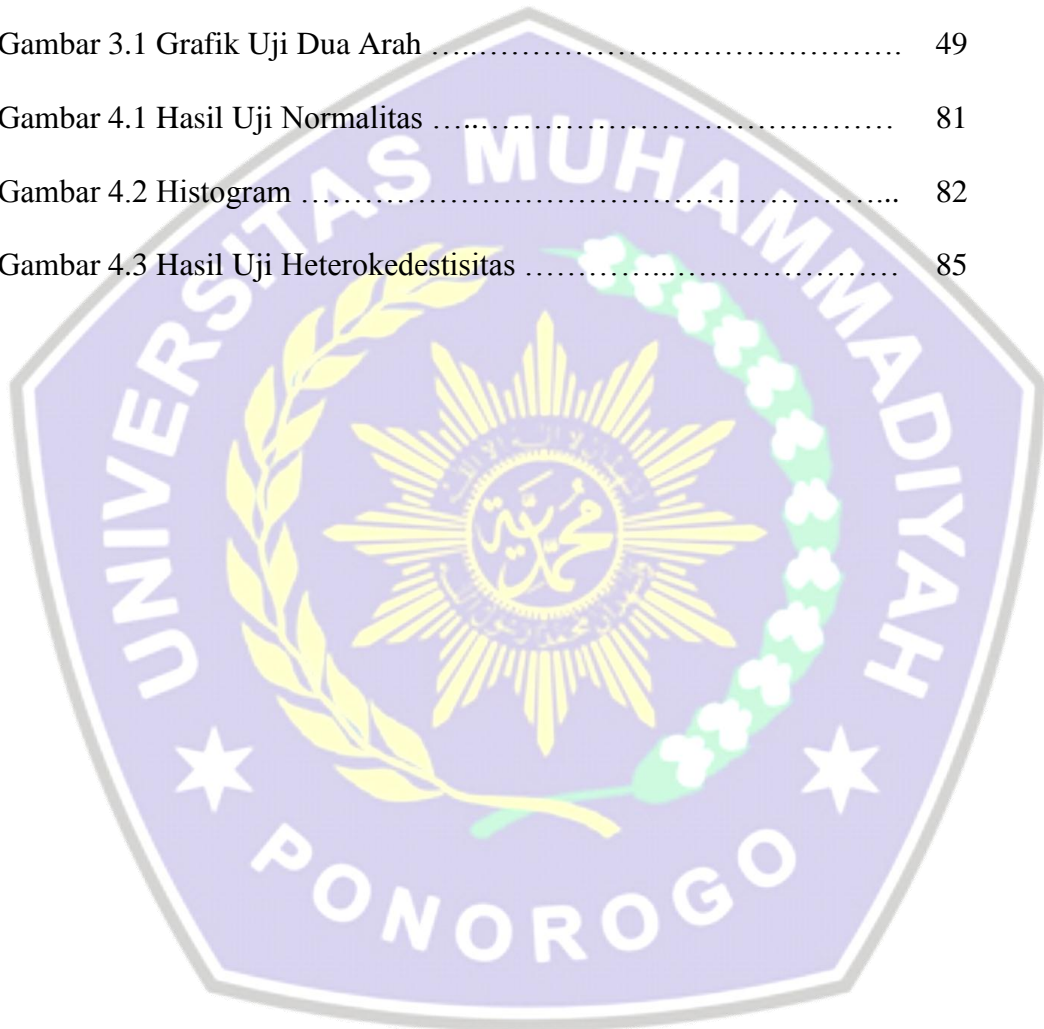 Gambar 3.1 Grafik Uji Dua Arah …..…………………………………. 49
Gambar 4.1 Hasil Uji Normalitas …..………………………………… 81
Gambar 4.2 Histogram ………………………………………………... 82
Gambar 4.3 Hasil Uji Heterokedestisitas …………...………………… 85
UNIVERSITAS MUHAMMADIYAH
محمدية
PONOROGO